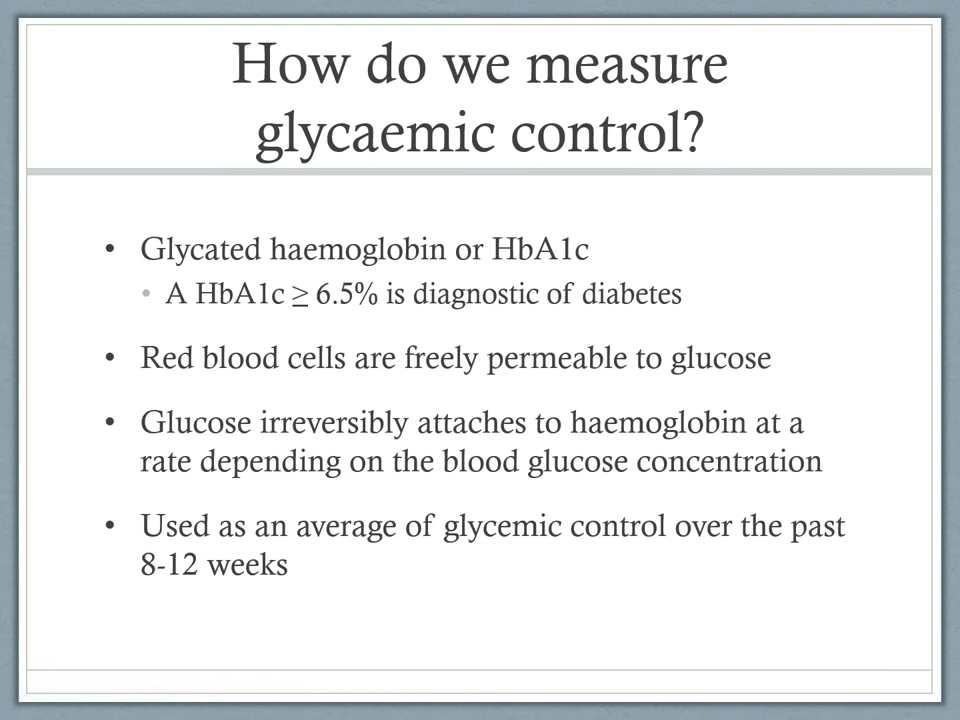 How do we measure
glycaemic control?
• Glycated haemoglobin or HbA1c
• A HbA1c ≥ 6.5% is diagnostic of diabetes
• Red blood cells are freely permeable to glucose
• Glucose irreversibly attaches to haemoglobin at a
rate depending on the blood glucose concentration
• Used as an average of glycemic control over the past
8-12 weeks